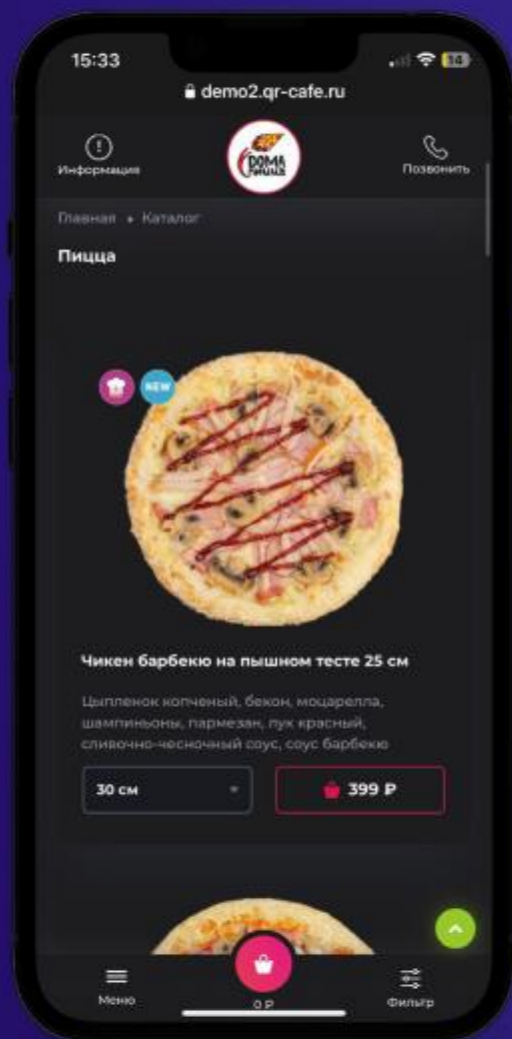 15:33
14
demo2.qr-cafe.ru
Информация
DOMA
Позвонить
Главная • Каталог
Пицца
NEW
Чикен барбекю на пышном тесте 25 см
Цыпленок копченый, бекон, моцарелла,
шампиньоны, пармезан, лук красный,
сливочно-чесночный соус, соус барбекю
30 см
399 ₽
Меню
0 ₽
Фильтр